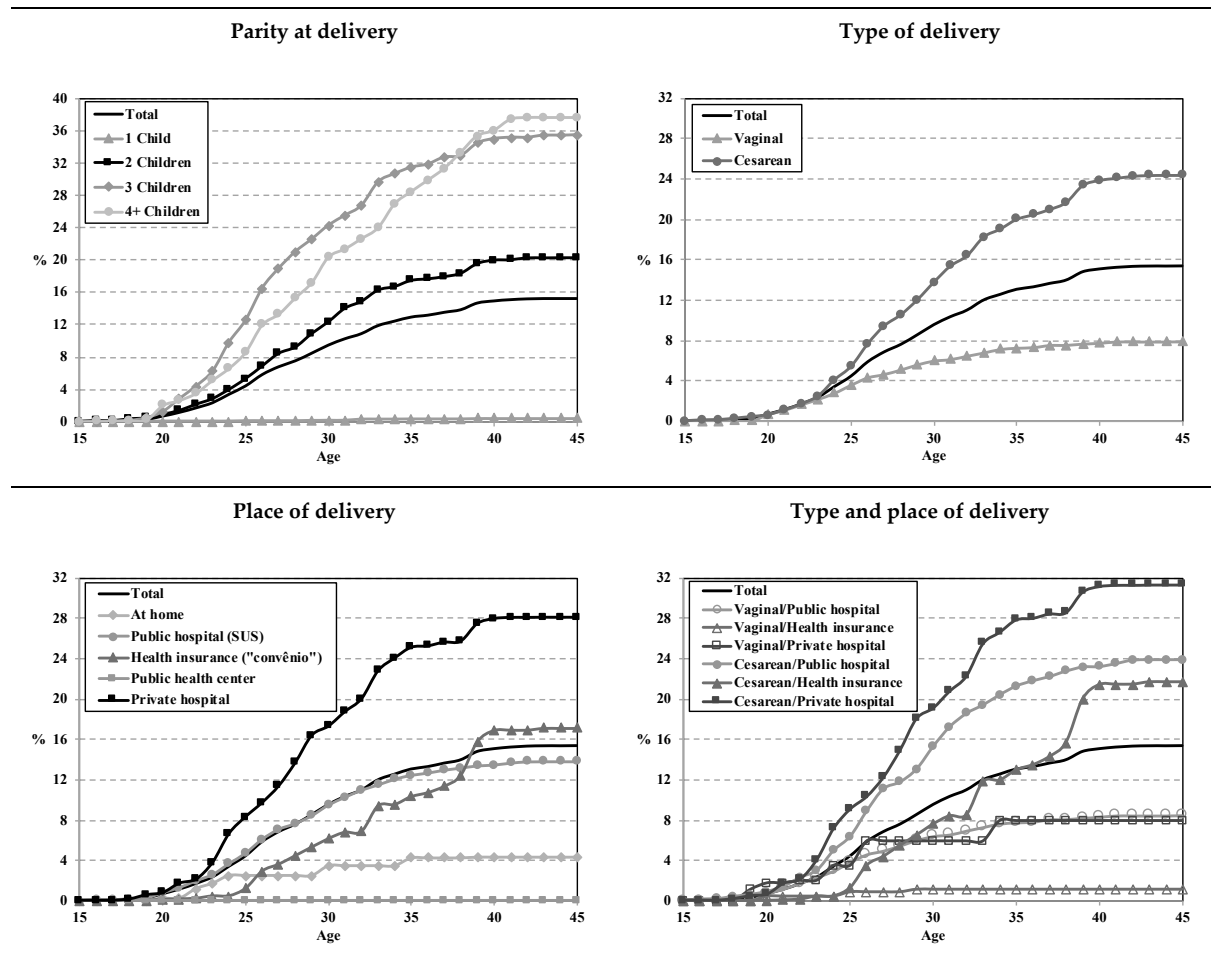 Parity at delivery
40
36
32
28
24
20
16
12
8
4
0
%
Total
1 Child
2 Children
3 Children
4+ Children
15 20 25 30 35 40 45
Age
Type of delivery
32
28
24
20
16
12
8
4
0
%
Total
Vaginal
Cesarean
15 20 25 30 35 40 45
Age
Place of delivery
32
28
24
20
16
12
8
4
0
%
Total
At home
Public hospital (SUS)
Health insurance ("convênio")
Public health center
Private hospital
15 20 25 30 35 40 45
Age
Type and place of delivery
32
28
24
20
16
12
8
4
0
%
Total
Vaginal/Public hospital
Vaginal/Health insurance
Vaginal/Private hospital
Cesarean/Public hospital
Cesarean/Health insurance
Cesarean/Private hospital
15 20 25 30 35 40 45
Age